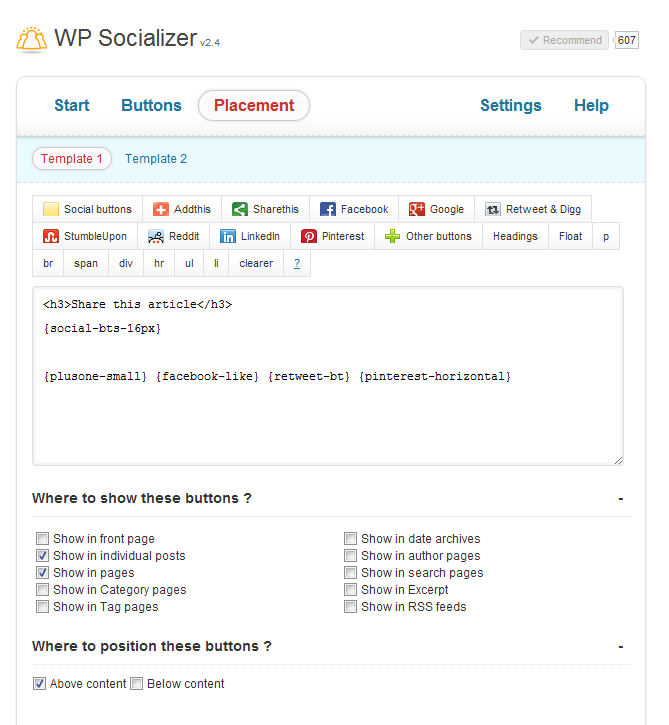 WP Socializer v2.4
Recommend 607
Start Buttons Placement Settings Help
Template 1 Template 2
Social buttons Addthis Sharethis Facebook Google Retweet & Digg
StumbleUpon Reddit LinkedIn Pinterest Other buttons Headings Float p
br span div hr ul li clearer ?
<h3>Share this article</h3>
{social-bts-16px}
{plusone-small} {facebook-like} {retweet-bt} {pinterest-horizontal}
Where to show these buttons ? -
Show in front page Show in date archives
Show in individual posts Show in author pages
Show in pages Show in search pages
Show in Category pages Show in Excerpt
Show in Tag pages Show in RSS feeds
Where to position these buttons ? -
Above content Below content